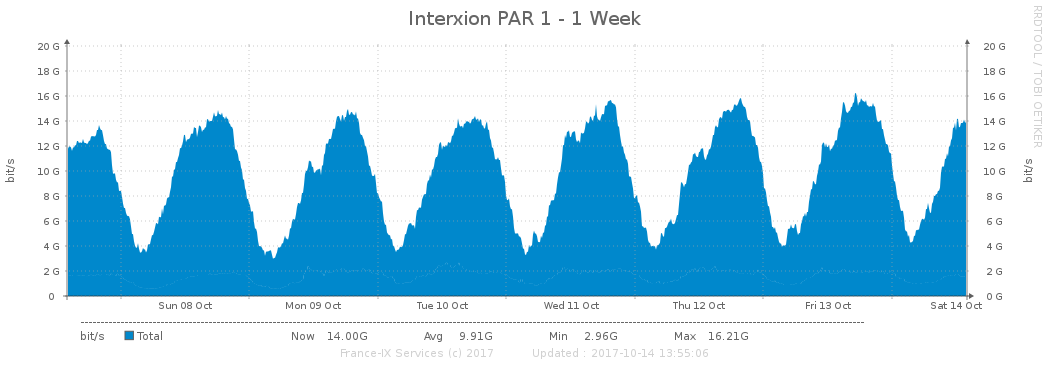 Interxion PAR 1 - 1 Week
RRDTOOL / TOBI OETIKER
bit/s
20 G
18 G
16 G
14 G
12 G
10 G
8 G
6 G
4 G
2 G
0
20 G
18 G
16 G
14 G
12 G
10 G
8 G
6 G
4 G
2 G
0 G
bit/s
Sun 08 Oct Mon 09 Oct Tue 10 Oct Wed 11 Oct Thu 12 Oct Fri 13 Oct Sat 14 Oct
bit/s Total Now 14.00G Avg 9.91G Min 2.96G Max 16.21G
France-IX Services (c) 2017 Updated : 2017-10-14 13:55:06